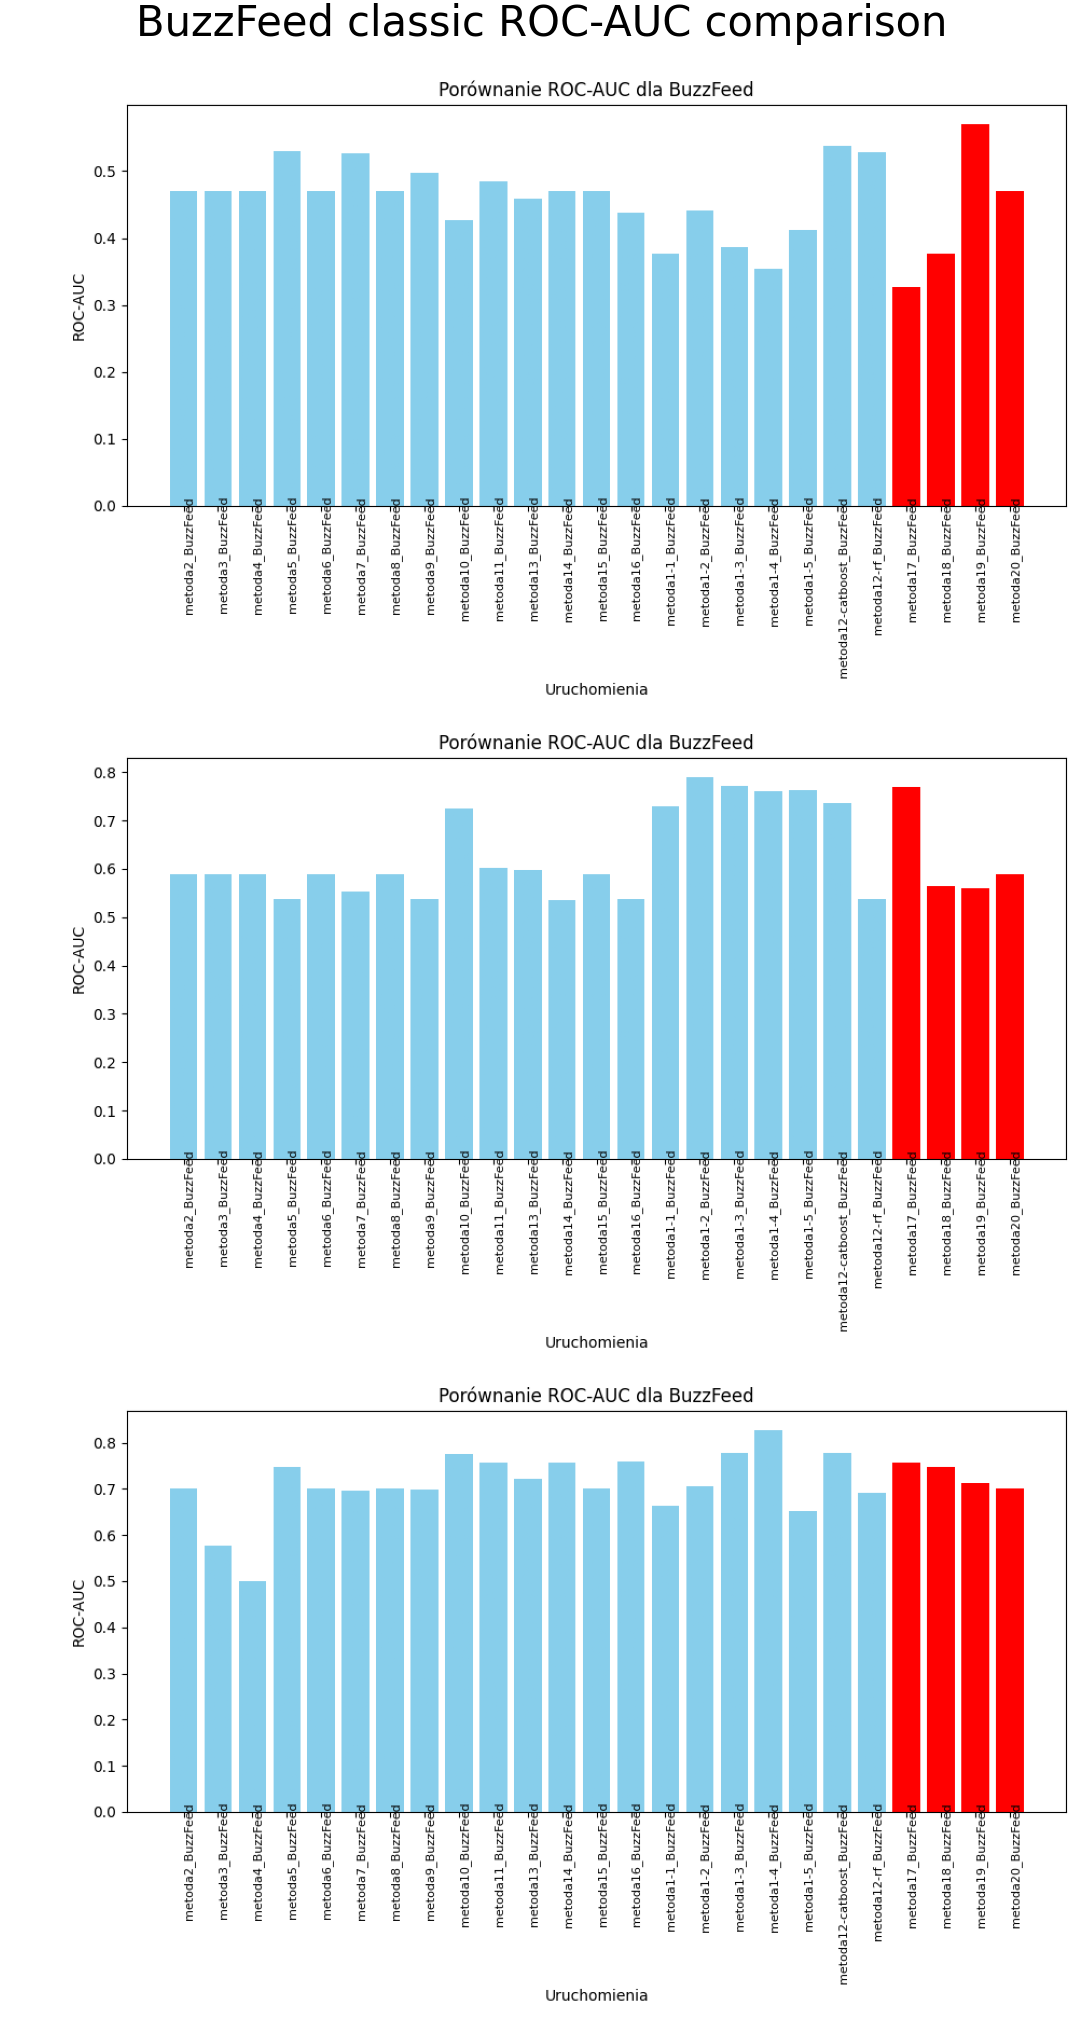 BuzzFeed classic ROC-AUC comparison
Porównanie ROC-AUC dla BuzzFeed
ROC-AUC
0.5
0.4
0.3
0.2
0.1
0.0
metoda2_BuzzFeed
metoda3_BuzzFeed
metoda4_BuzzFeed
metoda5_BuzzFeed
metoda6_BuzzFeed
metoda7_BuzzFeed
metoda8_BuzzFeed
metoda9_BuzzFeed
metoda10_BuzzFeed
metoda11_BuzzFeed
metoda13_BuzzFeed
metoda14_BuzzFeed
metoda15_BuzzFeed
metoda16_BuzzFeed
metoda1-1_BuzzFeed
metoda1-2_BuzzFeed
metoda1-3_BuzzFeed
metoda1-4_BuzzFeed
metoda1-5_BuzzFeed
metoda12-catboost_BuzzFeed
metoda12-rf_BuzzFeed
metoda17_BuzzFeed
metoda18_BuzzFeed
metoda19_BuzzFeed
metoda20_BuzzFeed
Uruchomienia
Porównanie ROC-AUC dla BuzzFeed
ROC-AUC
0.8
0.7
0.6
0.5
0.4
0.3
0.2
0.1
0.0
metoda2_BuzzFeed
metoda3_BuzzFeed
metoda4_BuzzFeed
metoda5_BuzzFeed
metoda6_BuzzFeed
metoda7_BuzzFeed
metoda8_BuzzFeed
metoda9_BuzzFeed
metoda10_BuzzFeed
metoda11_BuzzFeed
metoda13_BuzzFeed
metoda14_BuzzFeed
metoda15_BuzzFeed
metoda16_BuzzFeed
metoda1-1_BuzzFeed
metoda1-2_BuzzFeed
metoda1-3_BuzzFeed
metoda1-4_BuzzFeed
metoda1-5_BuzzFeed
metoda12-catboost_BuzzFeed
metoda12-rf_BuzzFeed
metoda17_BuzzFeed
metoda18_BuzzFeed
metoda19_BuzzFeed
metoda20_BuzzFeed
Uruchomienia
Porównanie ROC-AUC dla BuzzFeed
ROC-AUC
0.8
0.7
0.6
0.5
0.4
0.3
0.2
0.1
0.0
metoda2_BuzzFeed
metoda3_BuzzFeed
metoda4_BuzzFeed
metoda5_BuzzFeed
metoda6_BuzzFeed
metoda7_BuzzFeed
metoda8_BuzzFeed
metoda9_BuzzFeed
metoda10_BuzzFeed
metoda11_BuzzFeed
metoda13_BuzzFeed
metoda14_BuzzFeed
metoda15_BuzzFeed
metoda16_BuzzFeed
metoda1-1_BuzzFeed
metoda1-2_BuzzFeed
metoda1-3_BuzzFeed
metoda1-4_BuzzFeed
metoda1-5_BuzzFeed
metoda12-catboost_BuzzFeed
metoda12-rf_BuzzFeed
metoda17_BuzzFeed
metoda18_BuzzFeed
metoda19_BuzzFeed
metoda20_BuzzFeed
Uruchomienia